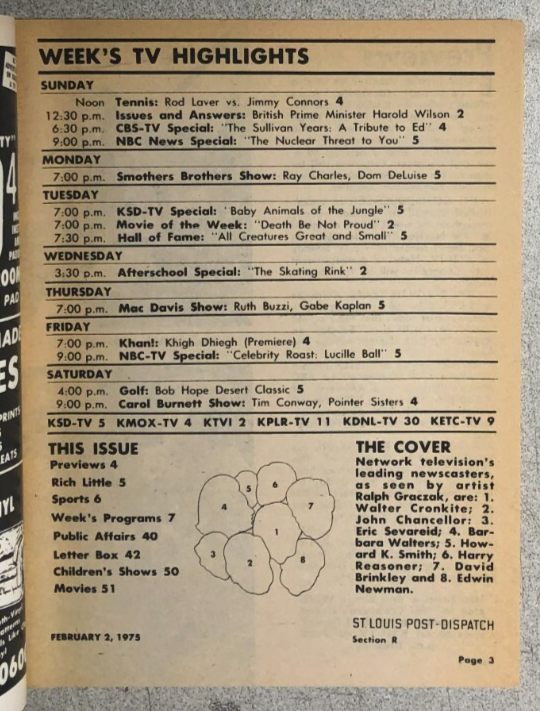 WEEK'S TV HIGHLIGHTS
SUNDAY
Noon Tennis: Rod Laver vs. Jimmy Connors 4
12:30 p.m. Issues and Answers: British Prime Minister Harold Wilson 2
6:30 p.m. CBS-TV Special: "The Sullivan Years: A Tribute to Ed" 4
9:00 p.m. NBC News Special: "The Nuclear Threat to You" 5
MONDAY
7:00 p.m. Smothers Brothers Show: Ray Charles, Dom DeLuise 5
TUESDAY
7:00 p.m. KSD-TV Special: 'Baby Animals of the Jungle" 5
7:00 p.m. Movie of the Week: "Death Be Not Proud" 2
7:30 p.m. Hall of Fame: "All Creatures Great and Small" 5
WEDNESDAY
3:30 p.m. Afterschool Special: "The Skating Rink" 2
THURSDAY
7:00 p.m. Mac Davis Show: Ruth Buzzi, Gabe Kaplan 5
FRIDAY
7:00 p.m. Khan!: Khigh Dhiegh (Premiere) 4
9:00 p.m. NBC-TV Special: "Celebrity Roast: Lucille Ball" 5
SATURDAY
4:00 p.m. Golf: Bob Hope Desert Classic 5
9:00 p.m. Carol Burnett Show: Tim Conway, Pointer Sisters 4
KSD-TV 5 KMOX-TV 4 KTVI 2 KPLR-TV 11 KDNL-TV 30 KETC-TV 9
THIS ISSUE
Previews 4
Rich Little 5
Sports 6
Week's Programs 7
Public Affairs 40
Letter Box 42
Children's Shows 50
Movies 51
FEBRUARY 2, 1975
5
6
4
7
1
3
2
8
THE COVER
Network television's
leading newscasters,
as seen by artist
Ralph Graczak, are: 1.
Walter Cronkite; 2.
John Chancellor: 3.
Eric Sevareid; 4. Bar-
bara Walters; 5. How-
ard K. Smith; 6. Harry
Reasoner; 7. David
Brinkley and 8. Edwin
Newman.
ST LOUIS POST-DISPATCH
Section R
Page 3